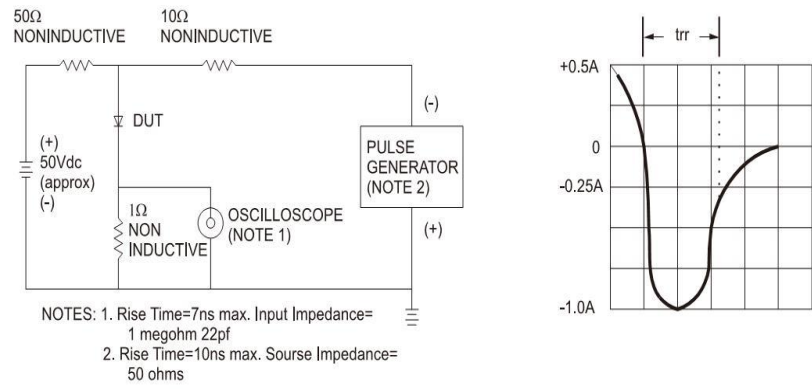 50Ω
NONINDUCTIVE
10Ω
NONINDUCTIVE
DUT
(+)
50Vdc
(approx)
(-)
1Ω
NON
INDUCTIVE
OSCILLOSCOPE
(NOTE 1)
(-)
PULSE
GENERATOR
(NOTE 2)
(+)
NOTES: 1. Rise Time=7ns max. Input Impedance=
1 megohm 22pf
2. Rise Time=10ns max. Sourse Impedance=
50 ohms
trr
+0.5A
0
-0.25A
-1.0A